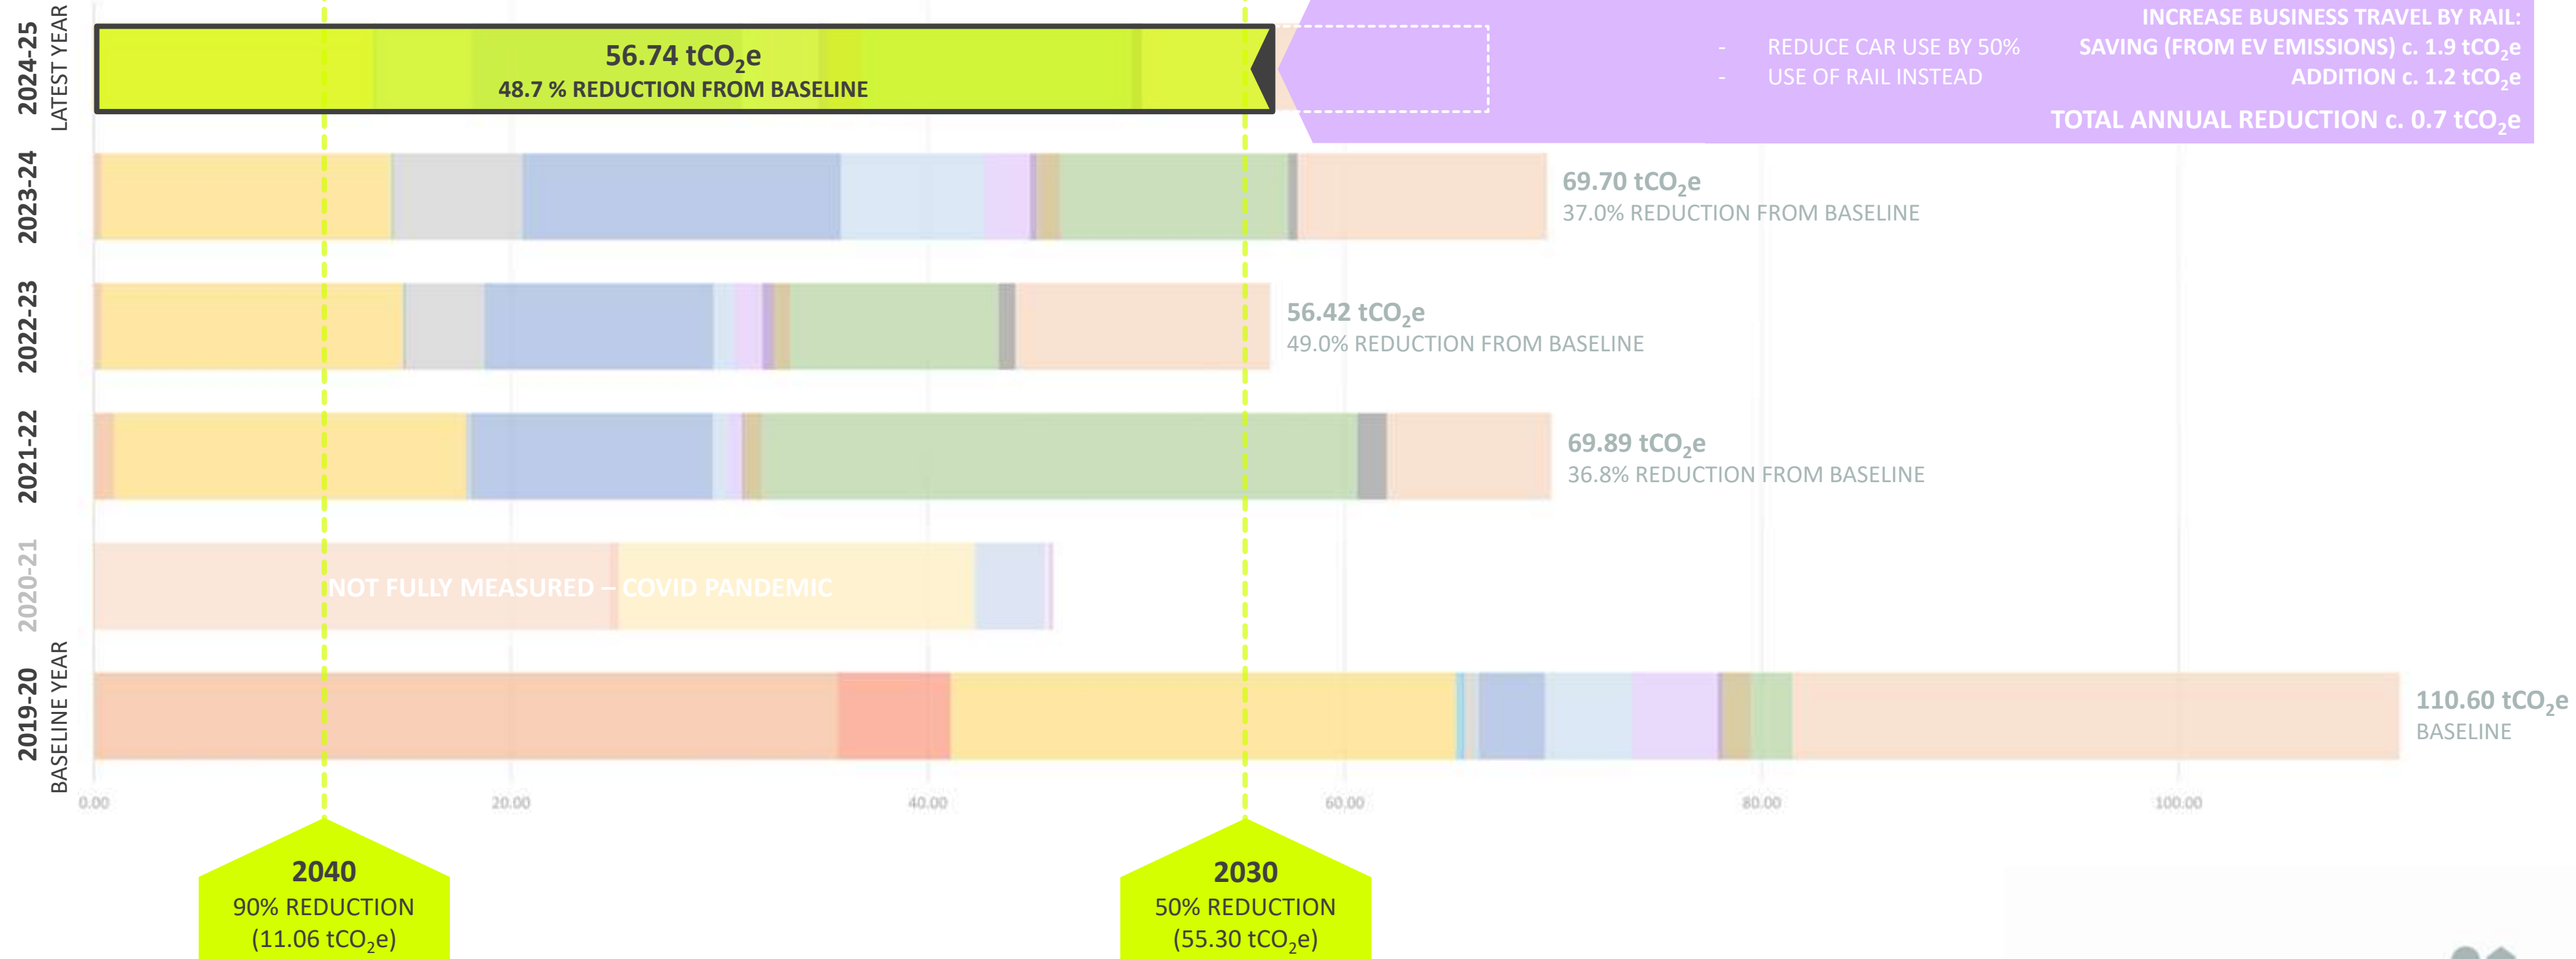 2024-25
LATEST YEAR
56.74 tCO₂e
48.7 % REDUCTION FROM BASELINE
INCREASE BUSINESS TRAVEL BY RAIL:
- REDUCE CAR USE BY 50% SAVING (FROM EV EMISSIONS) c. 1.9 tCO₂e
- USE OF RAIL INSTEAD ADDITION c. 1.2 tCO₂e
TOTAL ANNUAL REDUCTION c. 0.7 tCO₂e
2023-24
69.70 tCO₂e
37.0% REDUCTION FROM BASELINE
2022-23
56.42 tCO₂e
49.0% REDUCTION FROM BASELINE
2021-22
69.89 tCO₂e
36.8% REDUCTION FROM BASELINE
2020-21
NOT FULLY MEASURED – COVID PANDEMIC
2019-20
BASELINE YEAR
110.60 tCO₂e
BASELINE
0.00 20.00 40.00 60.00 80.00 100.00
2040
90% REDUCTION
(11.06 tCO₂e)
2030
50% REDUCTION
(55.30 tCO₂e)